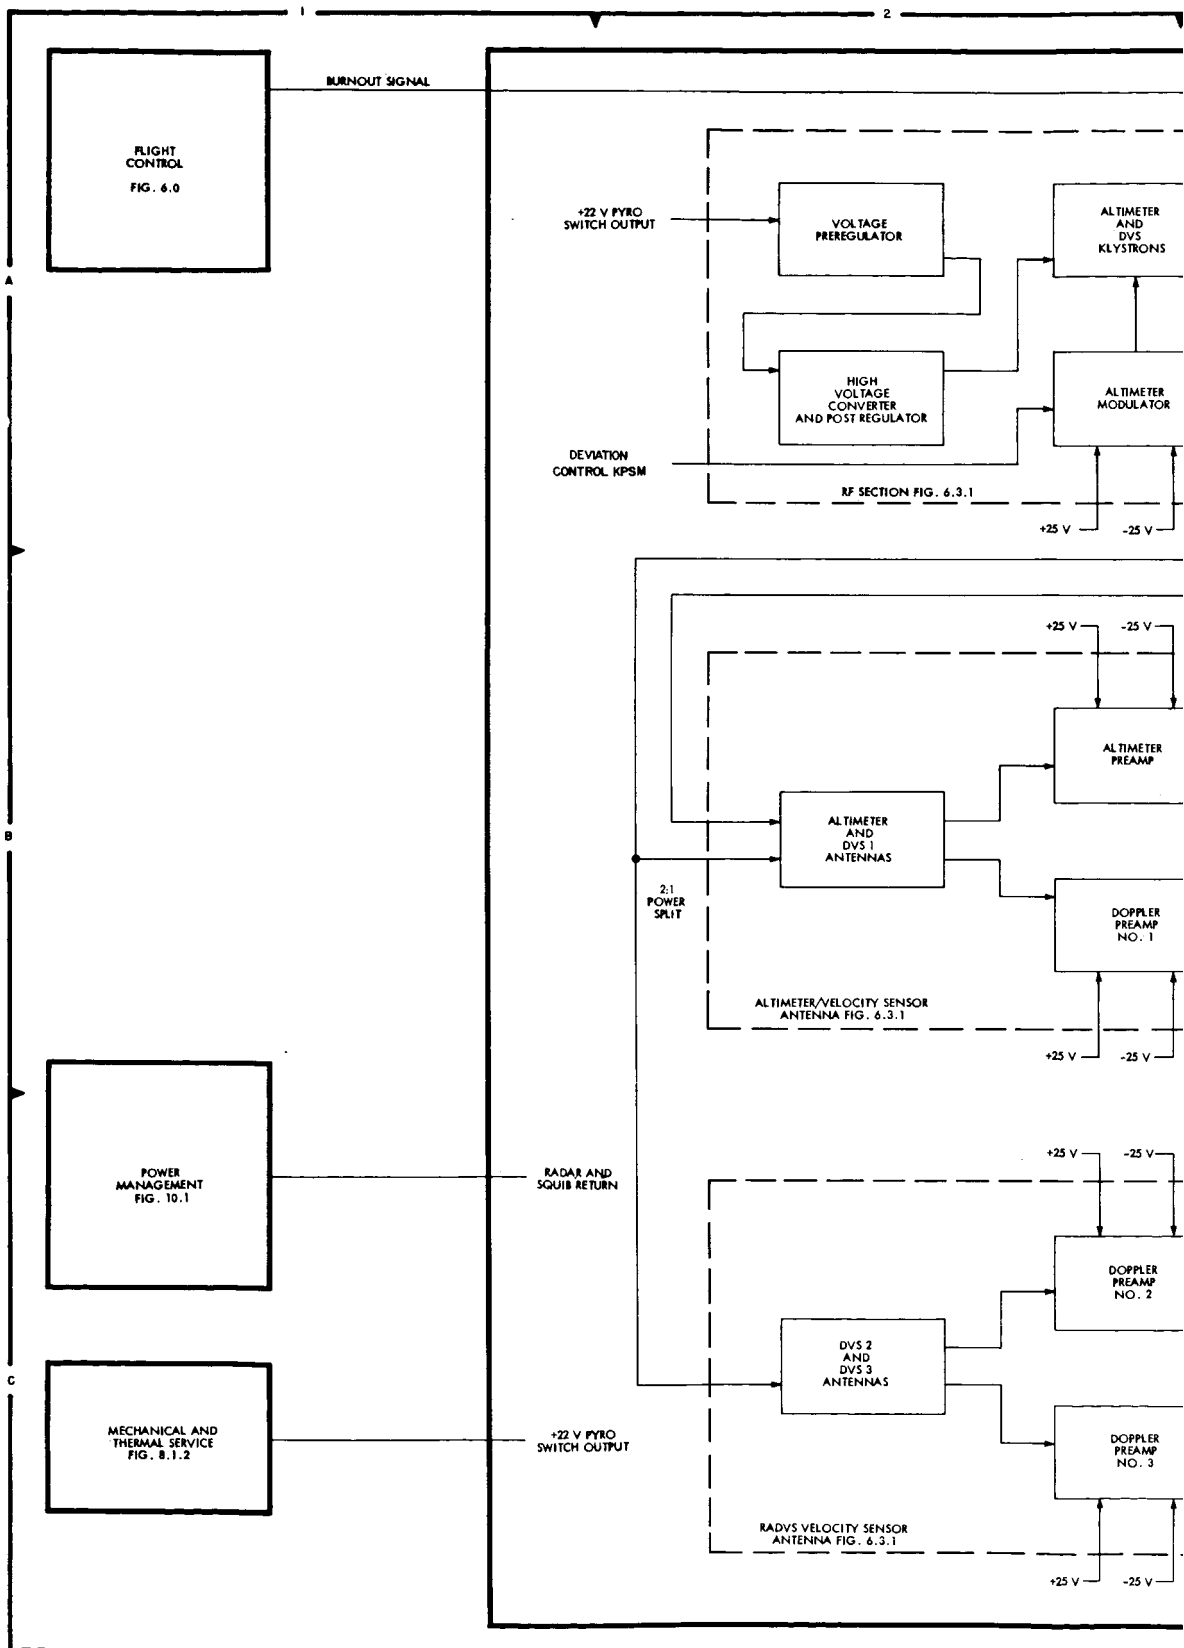 1
2
BURNOUT SIGNAL
FLIGHT
CONTROL
FIG. 6.0
+22 V PYRO
SWITCH OUTPUT
VOLTAGE
PREREGULATOR
ALTIMETER
AND
DVS
KLYSTRONS
A
HIGH
VOLTAGE
CONVERTER
AND POST REGULATOR
ALTIMETER
MODULATOR
DEVIATION
CONTROL KPSM
RF SECTION FIG. 6.3.1
+25 V
-25 V
+25 V
-25 V
ALTIMETER
PREAMP
B
ALTIMETER
AND
DVS 1
ANTENNAS
2:1
POWER
SPLIT
DOPPLER
PREAMP
NO. 1
ALTIMETER/VELOCITY SENSOR
ANTENNA FIG. 6.3.1
+25 V
-25 V
POWER
MANAGEMENT
FIG. 10.1
RADAR AND
SQUIB RETURN
+25 V
-25 V
DOPPLER
PREAMP
NO. 2
C
DVS 2
AND
DVS 3
ANTENNAS
MECHANICAL AND
THERMAL SERVICE
FIG. 8.1.2
+22 V PYRO
SWITCH OUTPUT
DOPPLER
PREAMP
NO. 3
RADVS VELOCITY SENSOR
ANTENNA FIG. 6.3.1
+25 V
-25 V